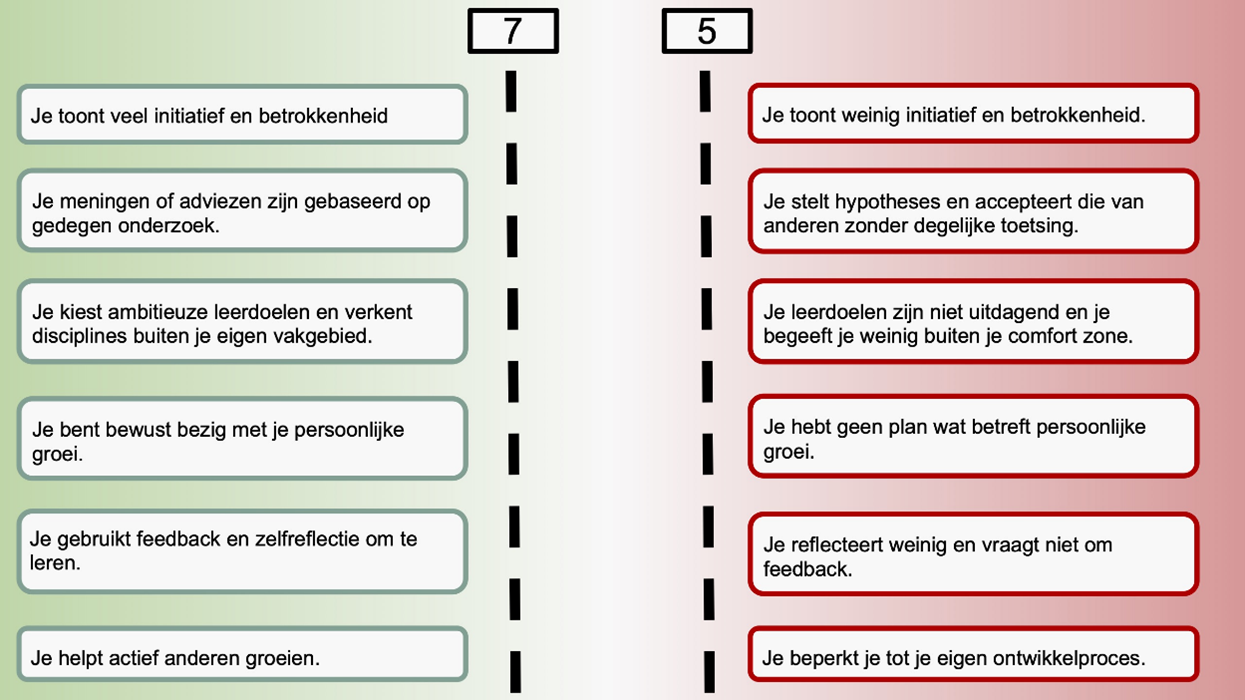 7
5
Je toont veel initiatief en betrokkenheid
Je toont weinig initiatief en betrokkenheid.
Je meningen of adviezen zijn gebaseerd op
gedegen onderzoek.
Je stelt hypotheses en accepteert die van
anderen zonder degelijke toetsing.
Je kiest ambitieuze leerdoelen en verkent
disciplines buiten je eigen vakgebied.
Je leerdoelen zijn niet uitdagend en je
begeeft je weinig buiten je comfort zone.
Je bent bewust bezig met je persoonlijke
groei.
Je hebt geen plan wat betreft persoonlijke
groei.
Je gebruikt feedback en zelfreflectie om te
leren.
Je reflecteert weinig en vraagt niet om
feedback.
Je helpt actief anderen groeien.
Je beperkt je tot je eigen ontwikkelproces.